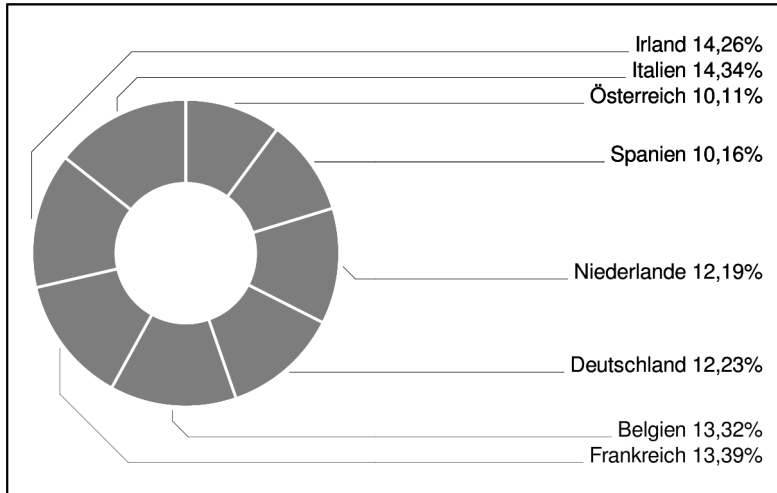 Irland 14,26%
Italien 14,34%
Österreich 10,11%
Spanien 10,16%
Niederlande 12,19%
Deutschland 12,23%
Belgien 13,32%
Frankreich 13,39%